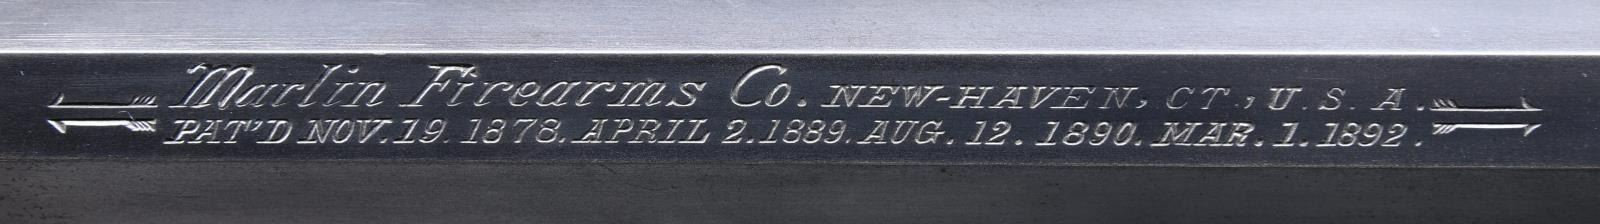 Marlin Firearms Co. NEW-HAVEN, CT., U. S. A.
PAT'D NOV. 19. 1878. APRIL 2. 1889. AUG. 12. 1890. MAR. 1. 1892.